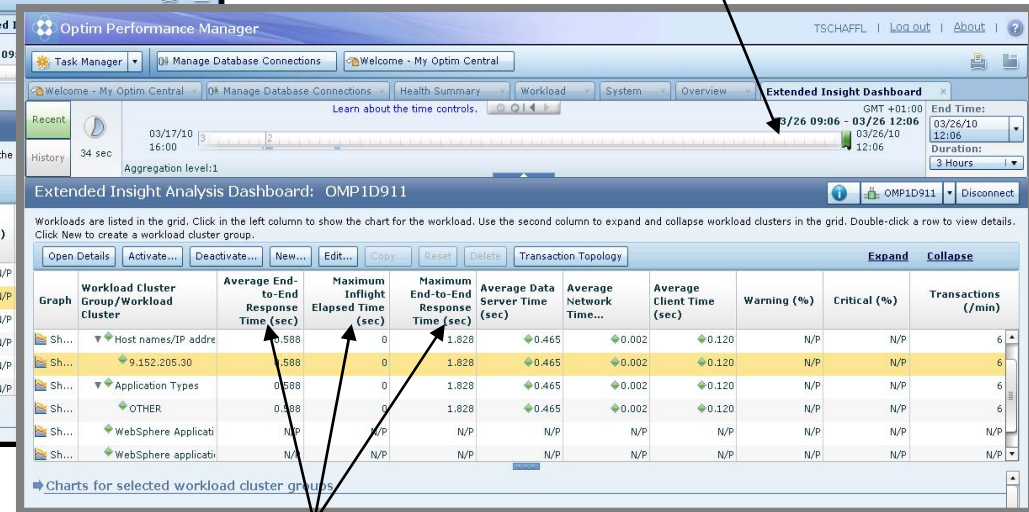 Optim Performance Manager
TSCHAFFL | Log out | About | ?
Task Manager
Manage Database Connections
Welcome - My Optim Central
Welcome - My Optim Central
Manage Database Connections
Health Summary
Workload
System
Overview
Extended Insight Dashboard
Recent
History
34 sec
Learn about the time controls.
GMT +01:00
03/26 09:06 - 03/26 12:06
03/17/10
16:00
3
2
03/26/10
12:06
Aggregation level:1
End Time:
03/26/10
12:06
Duration:
3 Hours
Extended Insight Analysis Dashboard: OMP1D911
OMP1D911
Disconnect
Workloads are listed in the grid. Click in the left column to show the chart for the workload. Use the second column to expand and collapse workload clusters in the grid. Double-click a row to view details.
Click New to create a workload cluster group.
Open Details Activate... Deactivate... New... Edit... Copy... Reset Delete Transaction Topology Expand Collapse
Graph
Workload Cluster Group/Workload Cluster
Average End-to-End Response Time (sec)
Maximum Inflight Elapsed Time (sec)
Maximum End-to-End Response Time (sec)
Average Data Server Time (sec)
Average Network Time...
Average Client Time (sec)
Warning (%)
Critical (%)
Transactions (/min)
Sh... Host names/IP addre 0.588 0 1.828 0.465 0.002 0.120 N/P N/P 6
Sh... 9.152.205.30 0.588 0 1.828 0.465 0.002 0.120 N/P N/P 6
Sh... Application Types 0.588 0 1.828 0.465 0.002 0.120 N/P N/P 6
Sh... OTHER 0.588 0 1.828 0.465 0.002 0.120 N/P N/P 6
Sh... WebSphere Applicati N/P N/P N/P N/P N/P N/P N/P N/P N/P
Sh... WebSphere applicati N/P N/P N/P N/P N/P N/P N/P N/P N/P
Charts for selected workload cluster groups